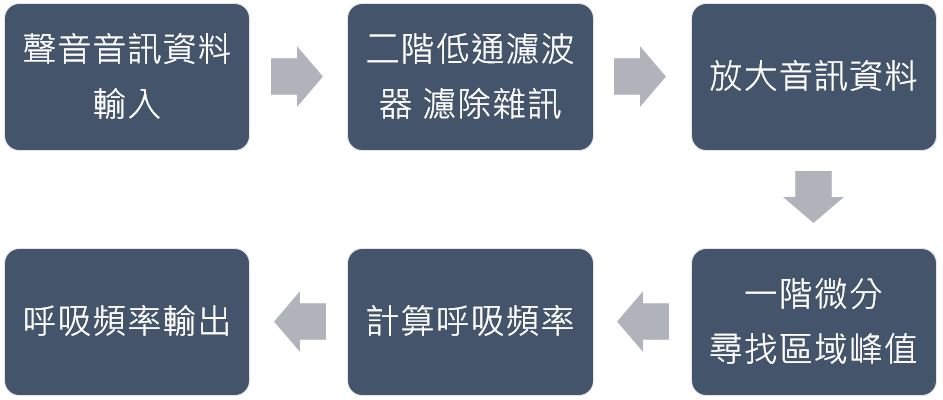 聲音音訊資料
輸入
二階低通濾波
器 濾除雜訊
放大音訊資料
一階微分
尋找區域峰值
計算呼吸頻率
呼吸頻率輸出